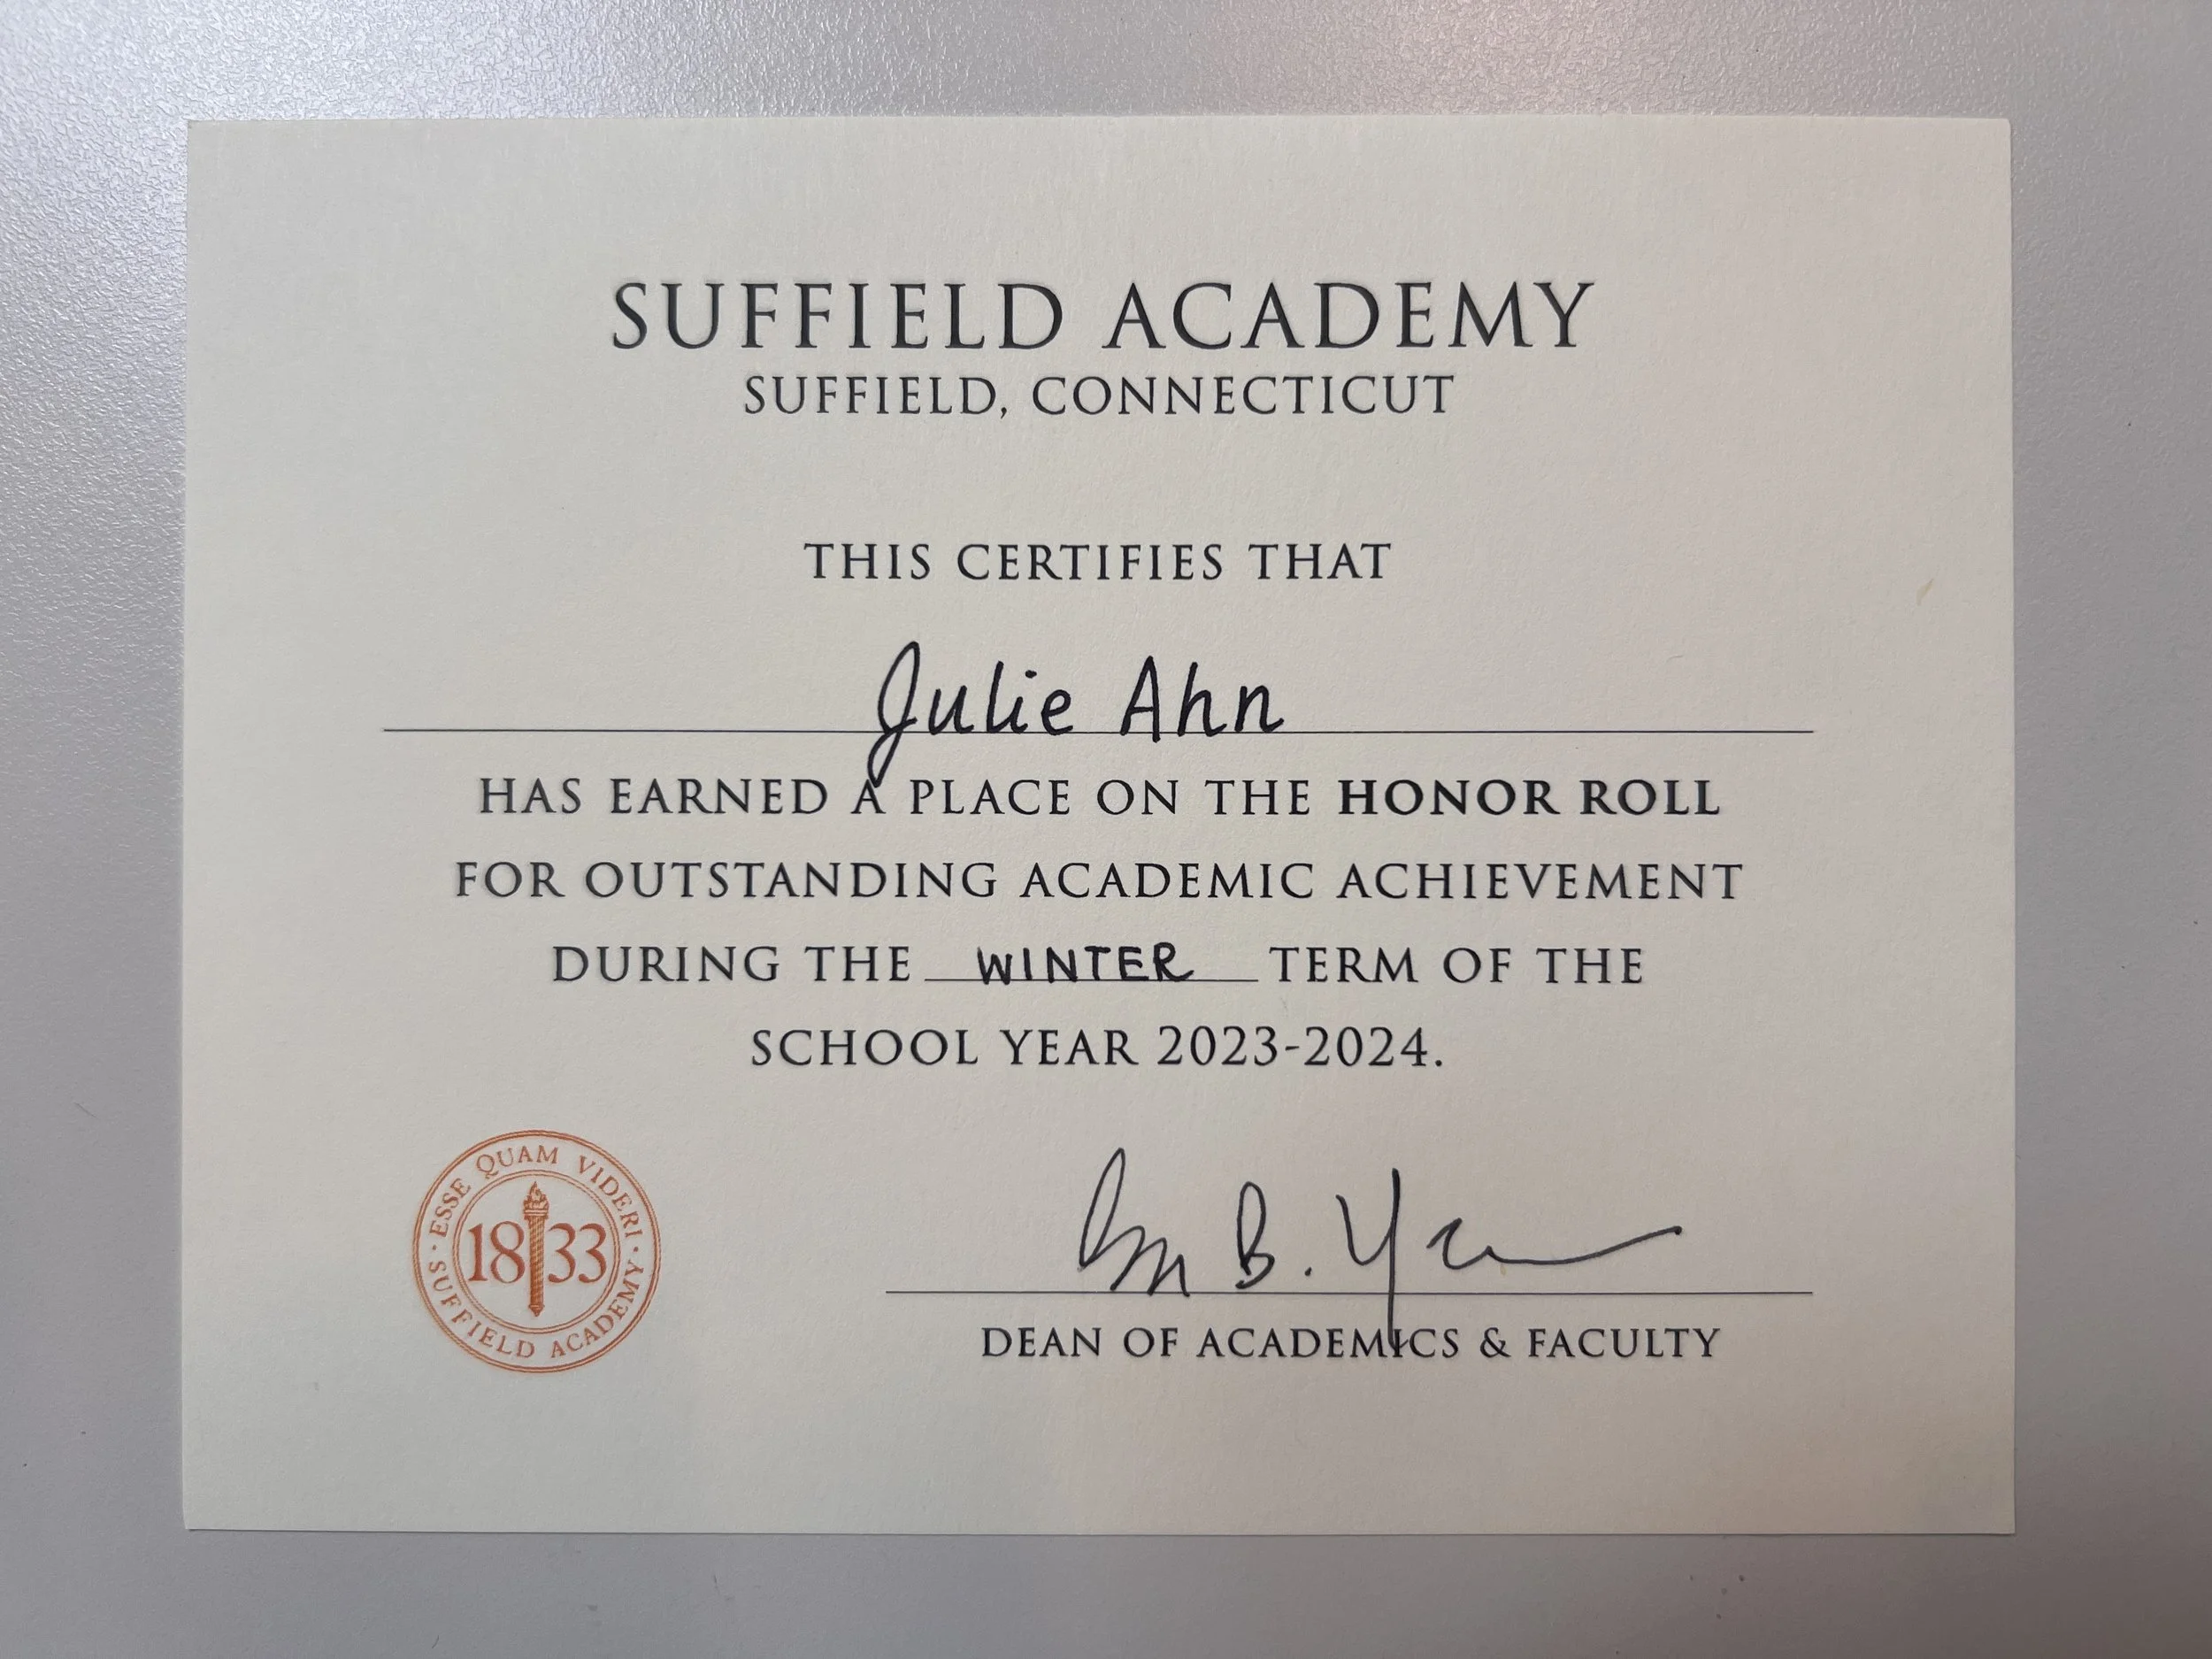 SUFFIELD ACADEMY
SUFFIELD, CONNECTICUT
THIS CERTIFIES THAT
Julie Ahn
HAS EARNED A PLACE ON THE HONOR ROLL
FOR OUTSTANDING ACADEMIC ACHIEVEMENT
DURING THE WINTER TERM OF THE
SCHOOL YEAR 2023-2024.
· ESSE QUAM VIDERI ·
1833
SUFFIELD ACADEMY
B.
DEAN OF ACADEMICS & FACULTY